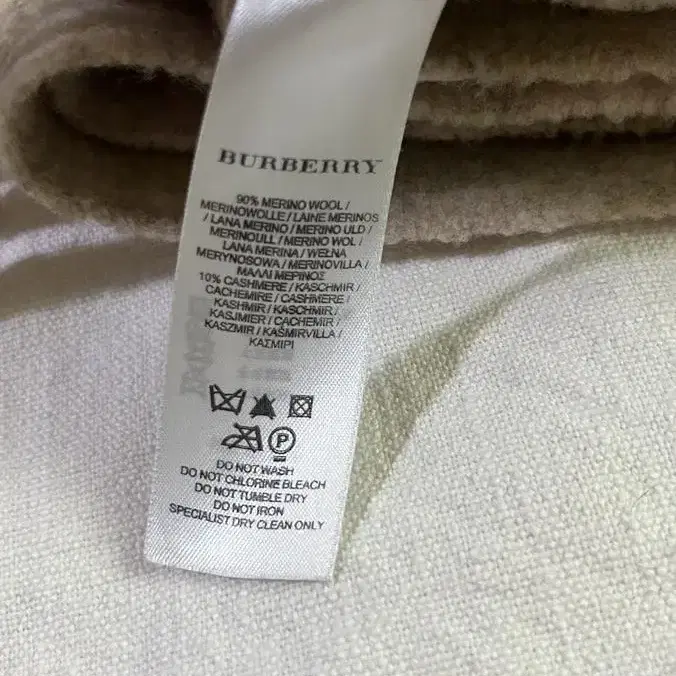 BURBERRY
90% MERINO WOOL /
MERINOWOLLE / LAINE MERINOS
/ LANA MERINO / MERINO ULD /
MERINOULL / MERINO WOL /
LANA MERINA / WEŁNA
MERYNOSOWA / MERINOVILLA /
ΜΑΛΛΙ ΜΕΡΙΝΟΣ
10% CASHMERE / KASCHMIR /
CACHEMIRE / CASHMERE /
KASHMIR / KASCHMIR /
KASJMIER / CACHEMIR /
KASZMIR / KAŠMIRVILLA /
ΚΑΣΜΙΡΙ
P
DO NOT WASH
DO NOT CHLORINE BLEACH
DO NOT TUMBLE DRY
DO NOT IRON
SPECIALIST DRY CLEAN ONLY